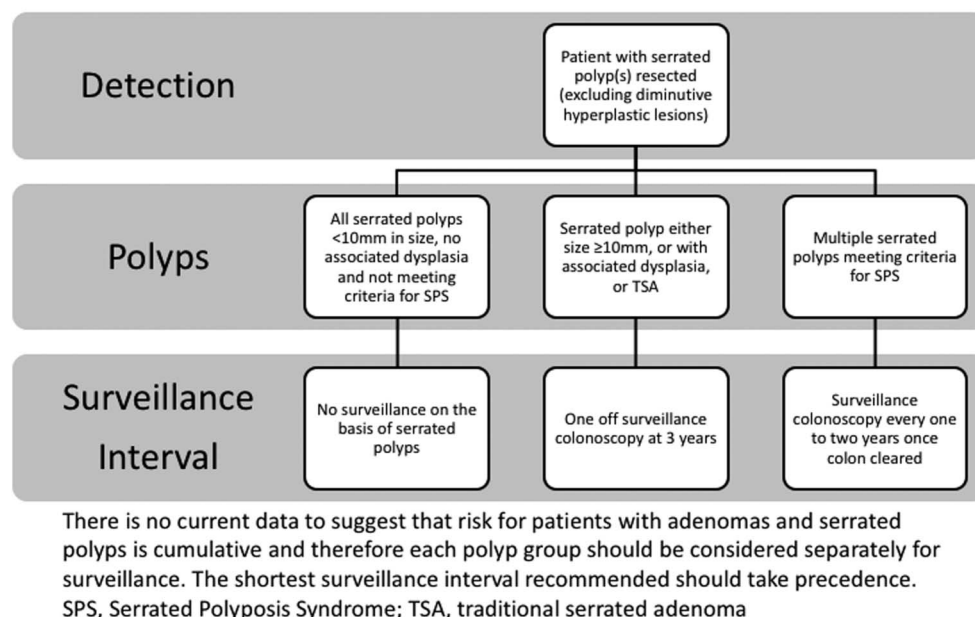 Detection
Patient with serrated
polyp(s) resected
(excluding diminutive
hyperplastic lesions)
Polyps
All serrated polyps
<10mm in size, no
associated dysplasia
and not meeting
criteria for SPS
Serrated polyp either
size ≥10mm, or with
associated dysplasia,
or TSA
Multiple serrated
polyps meeting criteria
for SPS
Surveillance
Interval
No surveillance on the
basis of serrated
polyps
One off surveillance
colonoscopy at 3 years
Surveillance
colonoscopy every one
to two years once
colon cleared
There is no current data to suggest that risk for patients with adenomas and serrated
polyps is cumulative and therefore each polyp group should be considered separately for
surveillance. The shortest surveillance interval recommended should take precedence.
SPS, Serrated Polyposis Syndrome; TSA, traditional serrated adenoma